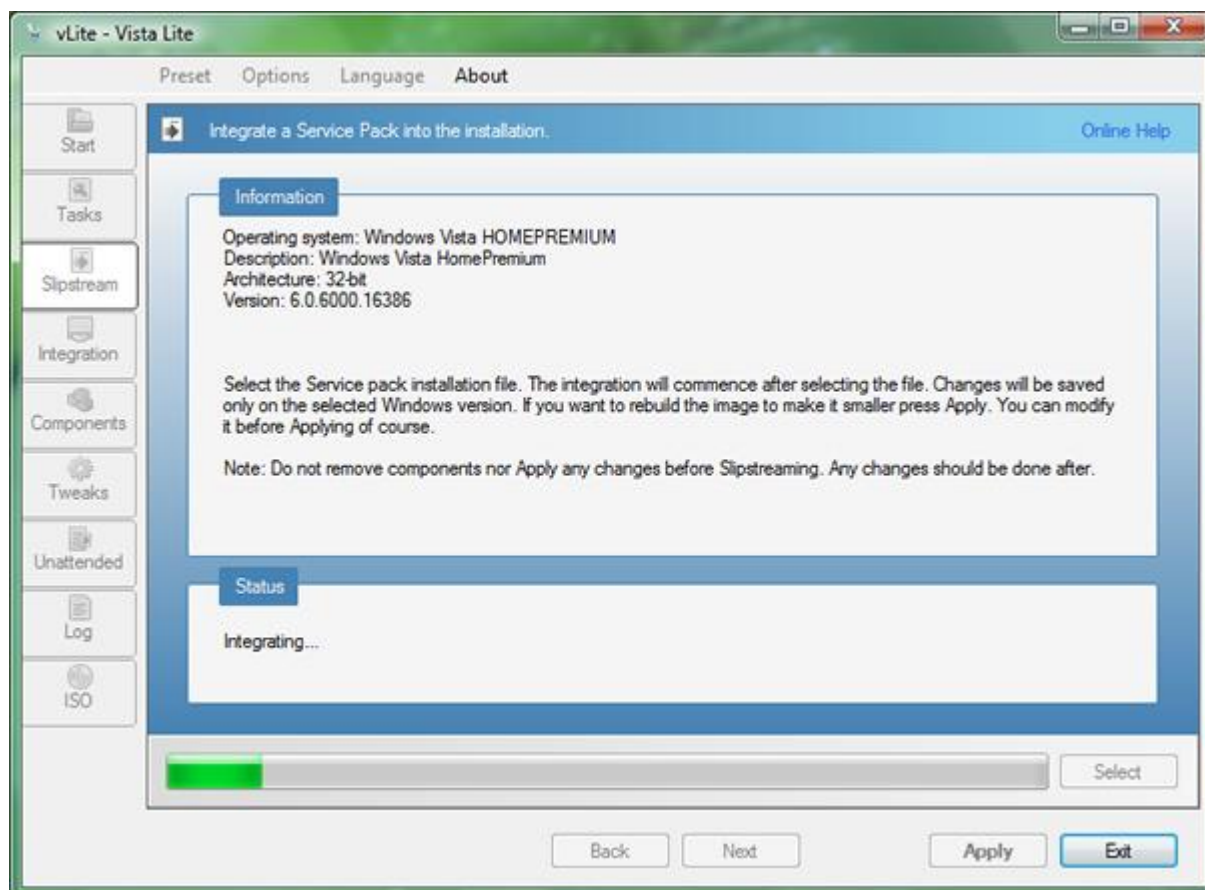 vLite - Vista Lite
Preset Options Language About
Start
Tasks
Slipstream
Integration
Components
Tweaks
Unattended
Log
ISO
Integrate a Service Pack into the installation. Online Help
Information
Operating system: Windows Vista HOMEPREMIUM
Description: Windows Vista HomePremium
Architecture: 32-bit
Version: 6.0.6000.16386
Select the Service pack installation file. The integration will commence after selecting the file. Changes will be saved
only on the selected Windows version. If you want to rebuild the image to make it smaller press Apply. You can modify
it before Applying of course.
Note: Do not remove components nor Apply any changes before Slipstreaming. Any changes should be done after.
Status
Integrating...
Select
Back Next Apply Exit